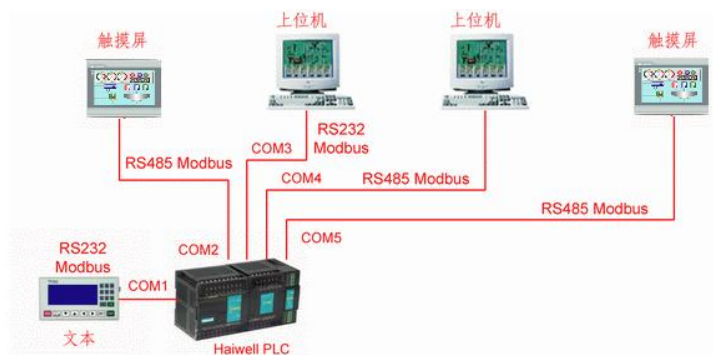 触摸屏
上位机
上位机
触摸屏
RS485 Modbus
COM3
RS232
Modbus
COM4
RS485 Modbus
RS485 Modbus
COM5
COM2
RS232
Modbus
COM1
文本
Haiwell PLC